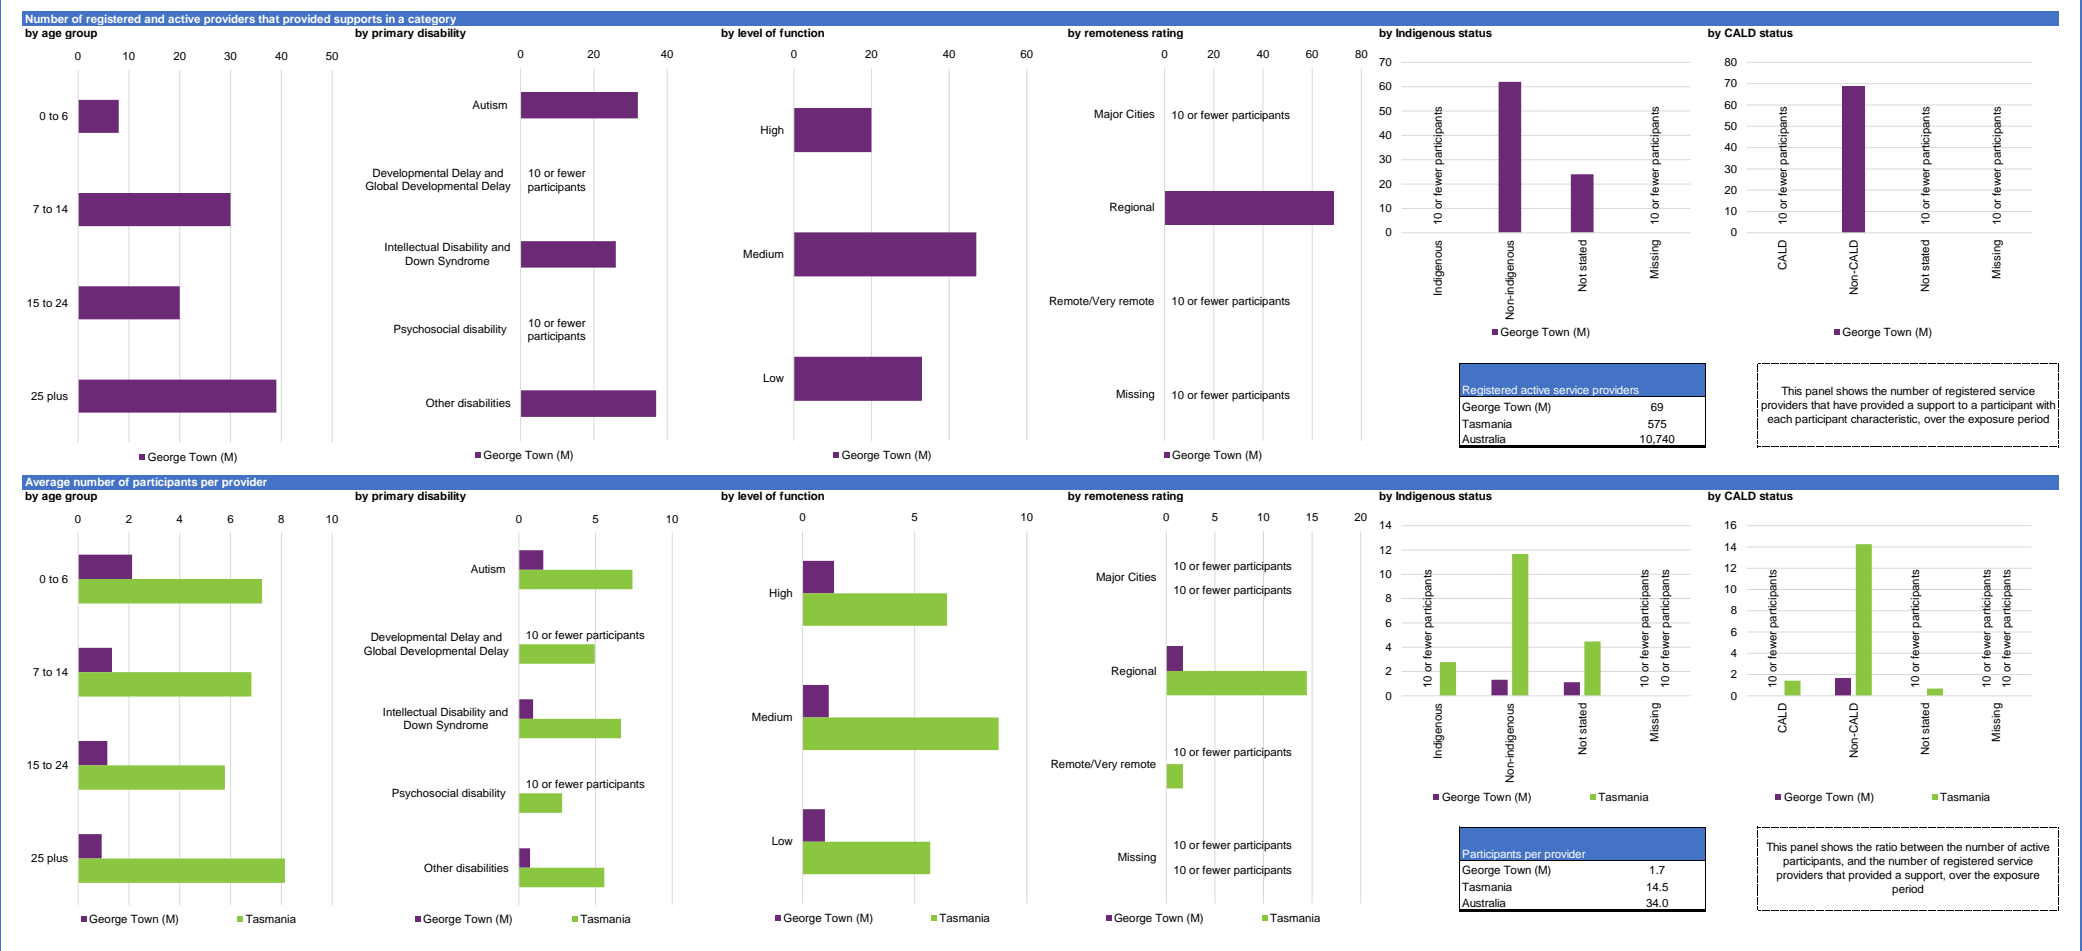 Number of registered and active providers that provided supports in a category
by age group
0 10 20 30 40 50
0 to 6
7 to 14
15 to 24
25 plus
George Town (M)
by primary disability
0 20 40
Autism
Developmental Delay and
Global Developmental Delay
10 or fewer
participants
Intellectual Disability and
Down Syndrome
Psychosocial disability
10 or fewer
participants
Other disabilities
George Town (M)
by level of function
0 20 40 60
High
Medium
Low
George Town (M)
by remoteness rating
0 20 40 60 80
Major Cities 10 or fewer participants
Regional
Remote/Very remote 10 or fewer participants
Missing 10 or fewer participants
George Town (M)
by Indigenous status
70
60
50
40
30
20
10
0
10 or fewer participants
10 or fewer participants
Indigenous
Non-indigenous
Not stated
Missing
George Town (M)
by CALD status
80
70
60
50
40
30
20
10
0
10 or fewer participants
10 or fewer participants
10 or fewer participants
CALD
Non-CALD
Not stated
Missing
George Town (M)
Registered active service providers
George Town (M) 69
Tasmania 575
Australia 10,740
This panel shows the number of registered service
providers that have provided a support to a participant with
each participant characteristic, over the exposure period
Average number of participants per provider
by age group
0 2 4 6 8 10
0 to 6
7 to 14
15 to 24
25 plus
George Town (M) Tasmania
by primary disability
0 5 10
Autism
Developmental Delay and
Global Developmental Delay
10 or fewer participants
Intellectual Disability and
Down Syndrome
Psychosocial disability
10 or fewer participants
Other disabilities
George Town (M) Tasmania
by level of function
0 5 10
High
Medium
Low
George Town (M) Tasmania
by remoteness rating
0 5 10 15 20
Major Cities
10 or fewer participants
10 or fewer participants
Regional
Remote/Very remote
10 or fewer participants
Missing
10 or fewer participants
10 or fewer participants
George Town (M) Tasmania
by Indigenous status
14
12
10
8
6
4
2
0
10 or fewer participants
10 or fewer participants
10 or fewer participants
Indigenous
Non-indigenous
Not stated
Missing
George Town (M) Tasmania
by CALD status
16
14
12
10
8
6
4
2
0
10 or fewer participants
10 or fewer participants
10 or fewer participants
10 or fewer participants
CALD
Non-CALD
Not stated
Missing
George Town (M) Tasmania
Participants per provider
George Town (M) 1.7
Tasmania 14.5
Australia 34.0
This panel shows the ratio between the number of active
participants, and the number of registered service
providers that provided a support, over the exposure
period